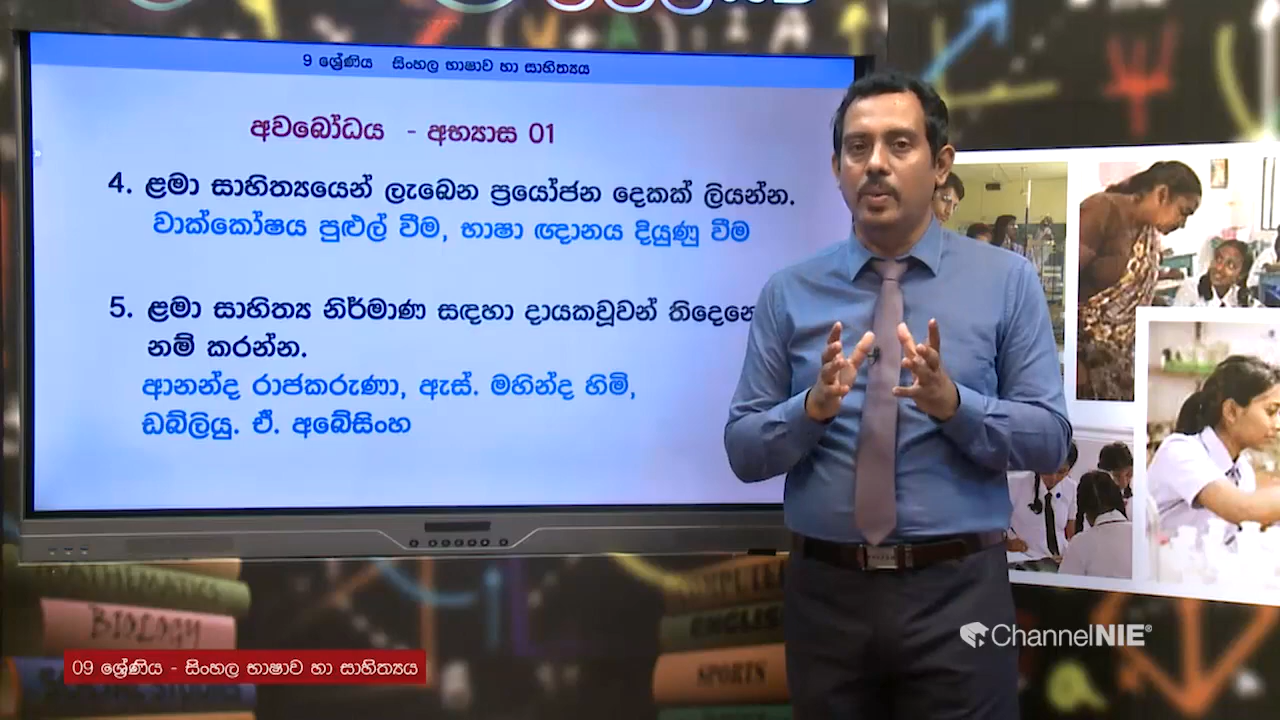 9 ශ්‍රේණිය සිංහල භාෂාව හා සාහිත්‍යය
අවබෝධය - අභ්‍යාස 01
4. ළමා සාහිත්‍යයෙන් ලැබෙන ප්‍රයෝජන දෙකක් ලියන්න.
වාක්කෝෂය පුළුල් වීම, භාෂා ඥානය දියුණු වීම
5. ළමා සාහිත්‍ය නිර්මාණ සඳහා දායකවූවන්
නම් කරන්න.
ආනන්ද රාජකරුණා, ඇස්. මහින්ද හිමි,
ඩබ්ලියු. ඒ. අබේසිංහ
MATHEMATICS
BIOLOGY
ENGLISH
SPORTS
09 ශ්‍රේණිය - සිංහල භාෂාව හා සාහිත්‍යය
ChannelNIE®